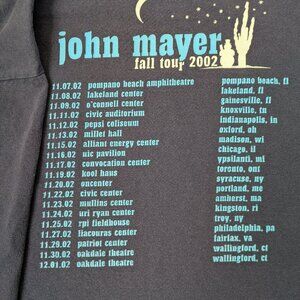 john mayer
fall tour 2002
11.07.02 pompano beach amphitheatre pompano beach, fl
11.08.02 lakeland center lakeland, fl
11.09.02 o'connell center gainesville, fl
11.11.02 civic auditorium knoxville, tn
11.12.02 pepsi coliseum indianapolis, in
11.13.02 millet hall oxford, oh
11.15.02 alliant energy center madison, wi
11.16.02 uic pavilion chicago, il
11.17.02 convocation center ypsilanti, mi
11.19.02 kool haus toronto, ont
11.20.02 oncenter syracuse, ny
11.22.02 civic center portland, me
11.23.02 mullins center amherst, ma
11.24.02 uri ryan center kingston, ri
11.25.02 rpi fieldhouse troy, ny
11.27.02 liacouras center philadelphia, pa
11.29.02 patriot center fairfax, va
11.30.02 oakdale theatre wallingford, ct
12.01.02 oakdale theatre wallingford, ct